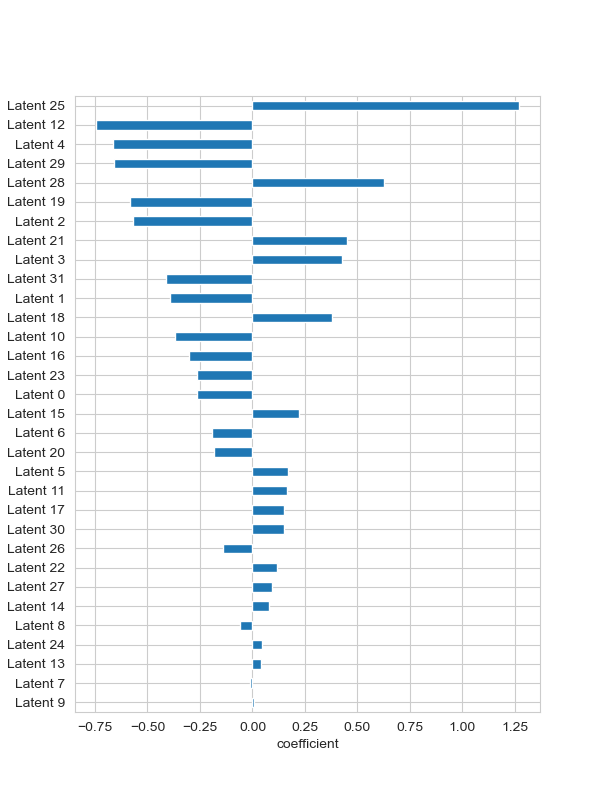 Latent 25
Latent 12
Latent 4
Latent 29
Latent 28
Latent 19
Latent 2
Latent 21
Latent 3
Latent 31
Latent 1
Latent 18
Latent 10
Latent 16
Latent 23
Latent 0
Latent 15
Latent 6
Latent 20
Latent 5
Latent 11
Latent 17
Latent 30
Latent 26
Latent 22
Latent 27
Latent 14
Latent 8
Latent 24
Latent 13
Latent 7
Latent 9
−0.75 −0.50 −0.25 0.00 0.25 0.50 0.75 1.00 1.25
coefficient